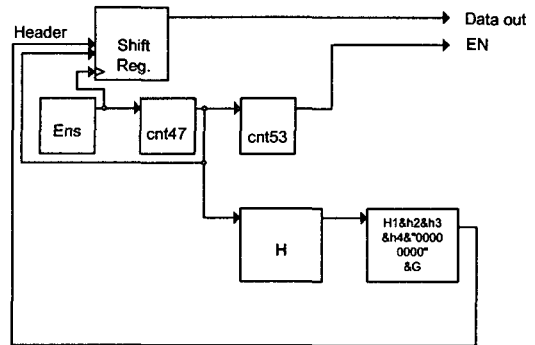 Header
Shift
Reg.
Data out
EN
Ens
cnt47
cnt53
H
H1&h2&h3
&h4&"0000
0000"
&G